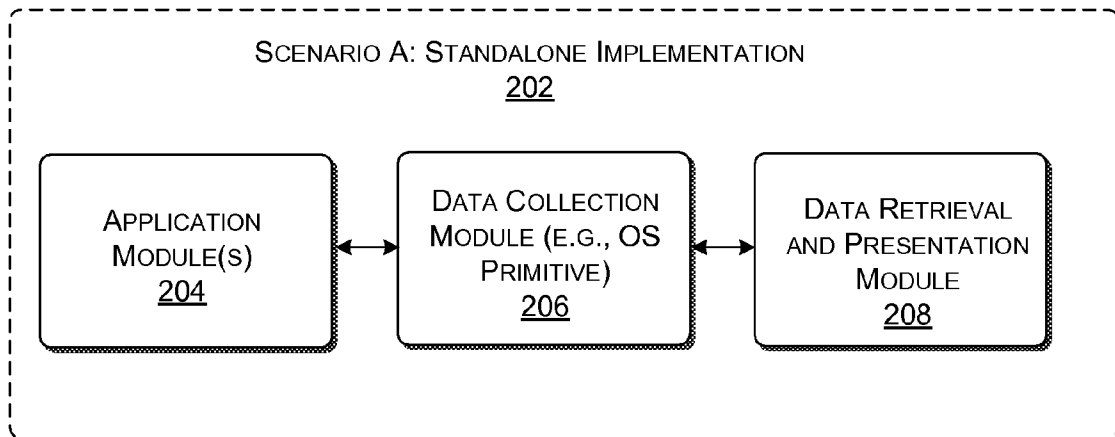 SCENARIO A: STANDALONE IMPLEMENTATION
202
APPLICATION
MODULE(S)
204
DATA COLLECTION
MODULE (E.G., OS
PRIMITIVE)
206
DATA RETRIEVAL
AND PRESENTATION
MODULE
208